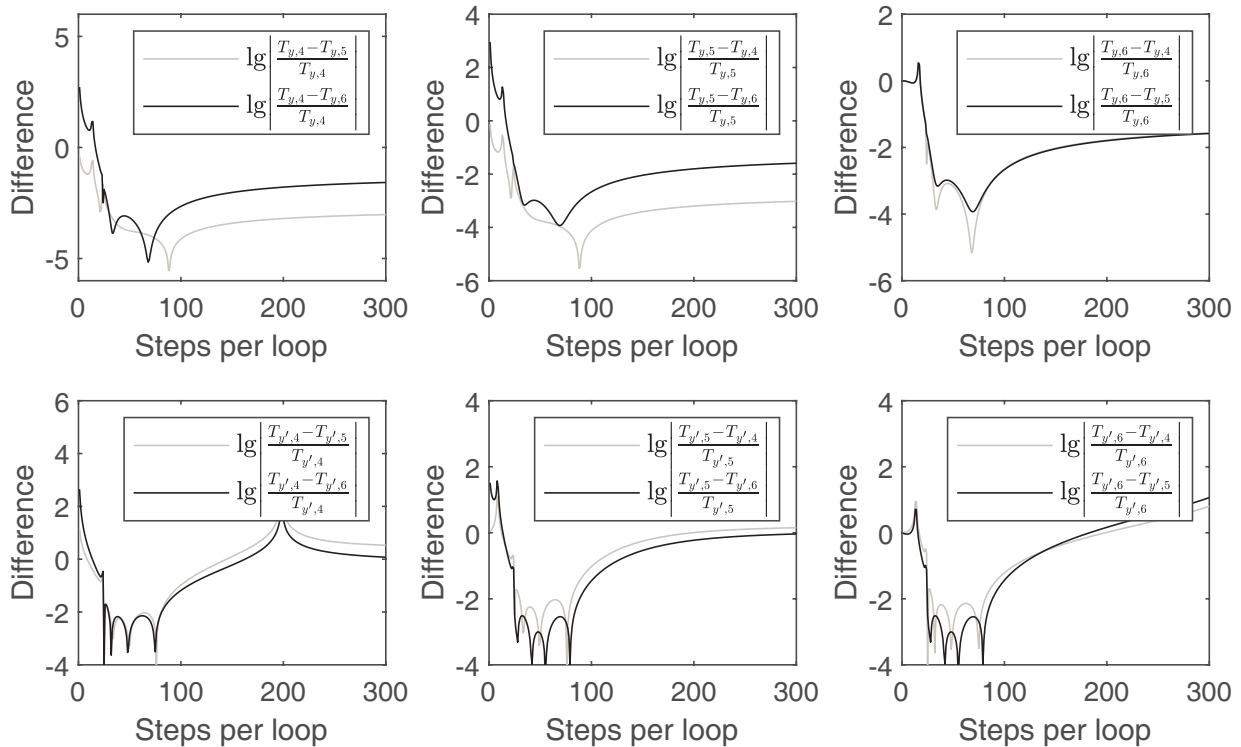 5
0
-5
Difference
lg |T_{y,4}−T_{y,5} / T_{y,4}|
lg |T_{y,4}−T_{y,6} / T_{y,4}|
0 100 200 300
Steps per loop
4
2
0
-2
-4
-6
Difference
lg |T_{y,5}−T_{y,4} / T_{y,5}|
lg |T_{y,5}−T_{y,6} / T_{y,5}|
0 100 200 300
Steps per loop
2
0
-2
-4
-6
Difference
lg |T_{y,6}−T_{y,4} / T_{y,6}|
lg |T_{y,6}−T_{y,5} / T_{y,6}|
0 100 200 300
Steps per loop
6
4
2
0
-2
-4
Difference
lg |T_{y′,4}−T_{y′,5} / T_{y′,4}|
lg |T_{y′,4}−T_{y′,6} / T_{y′,4}|
0 100 200 300
Steps per loop
4
2
0
-2
-4
Difference
lg |T_{y′,5}−T_{y′,4} / T_{y′,5}|
lg |T_{y′,5}−T_{y′,6} / T_{y′,5}|
0 100 200 300
Steps per loop
4
2
0
-2
-4
Difference
lg |T_{y′,6}−T_{y′,4} / T_{y′,6}|
lg |T_{y′,6}−T_{y′,5} / T_{y′,6}|
0 100 200 300
Steps per loop